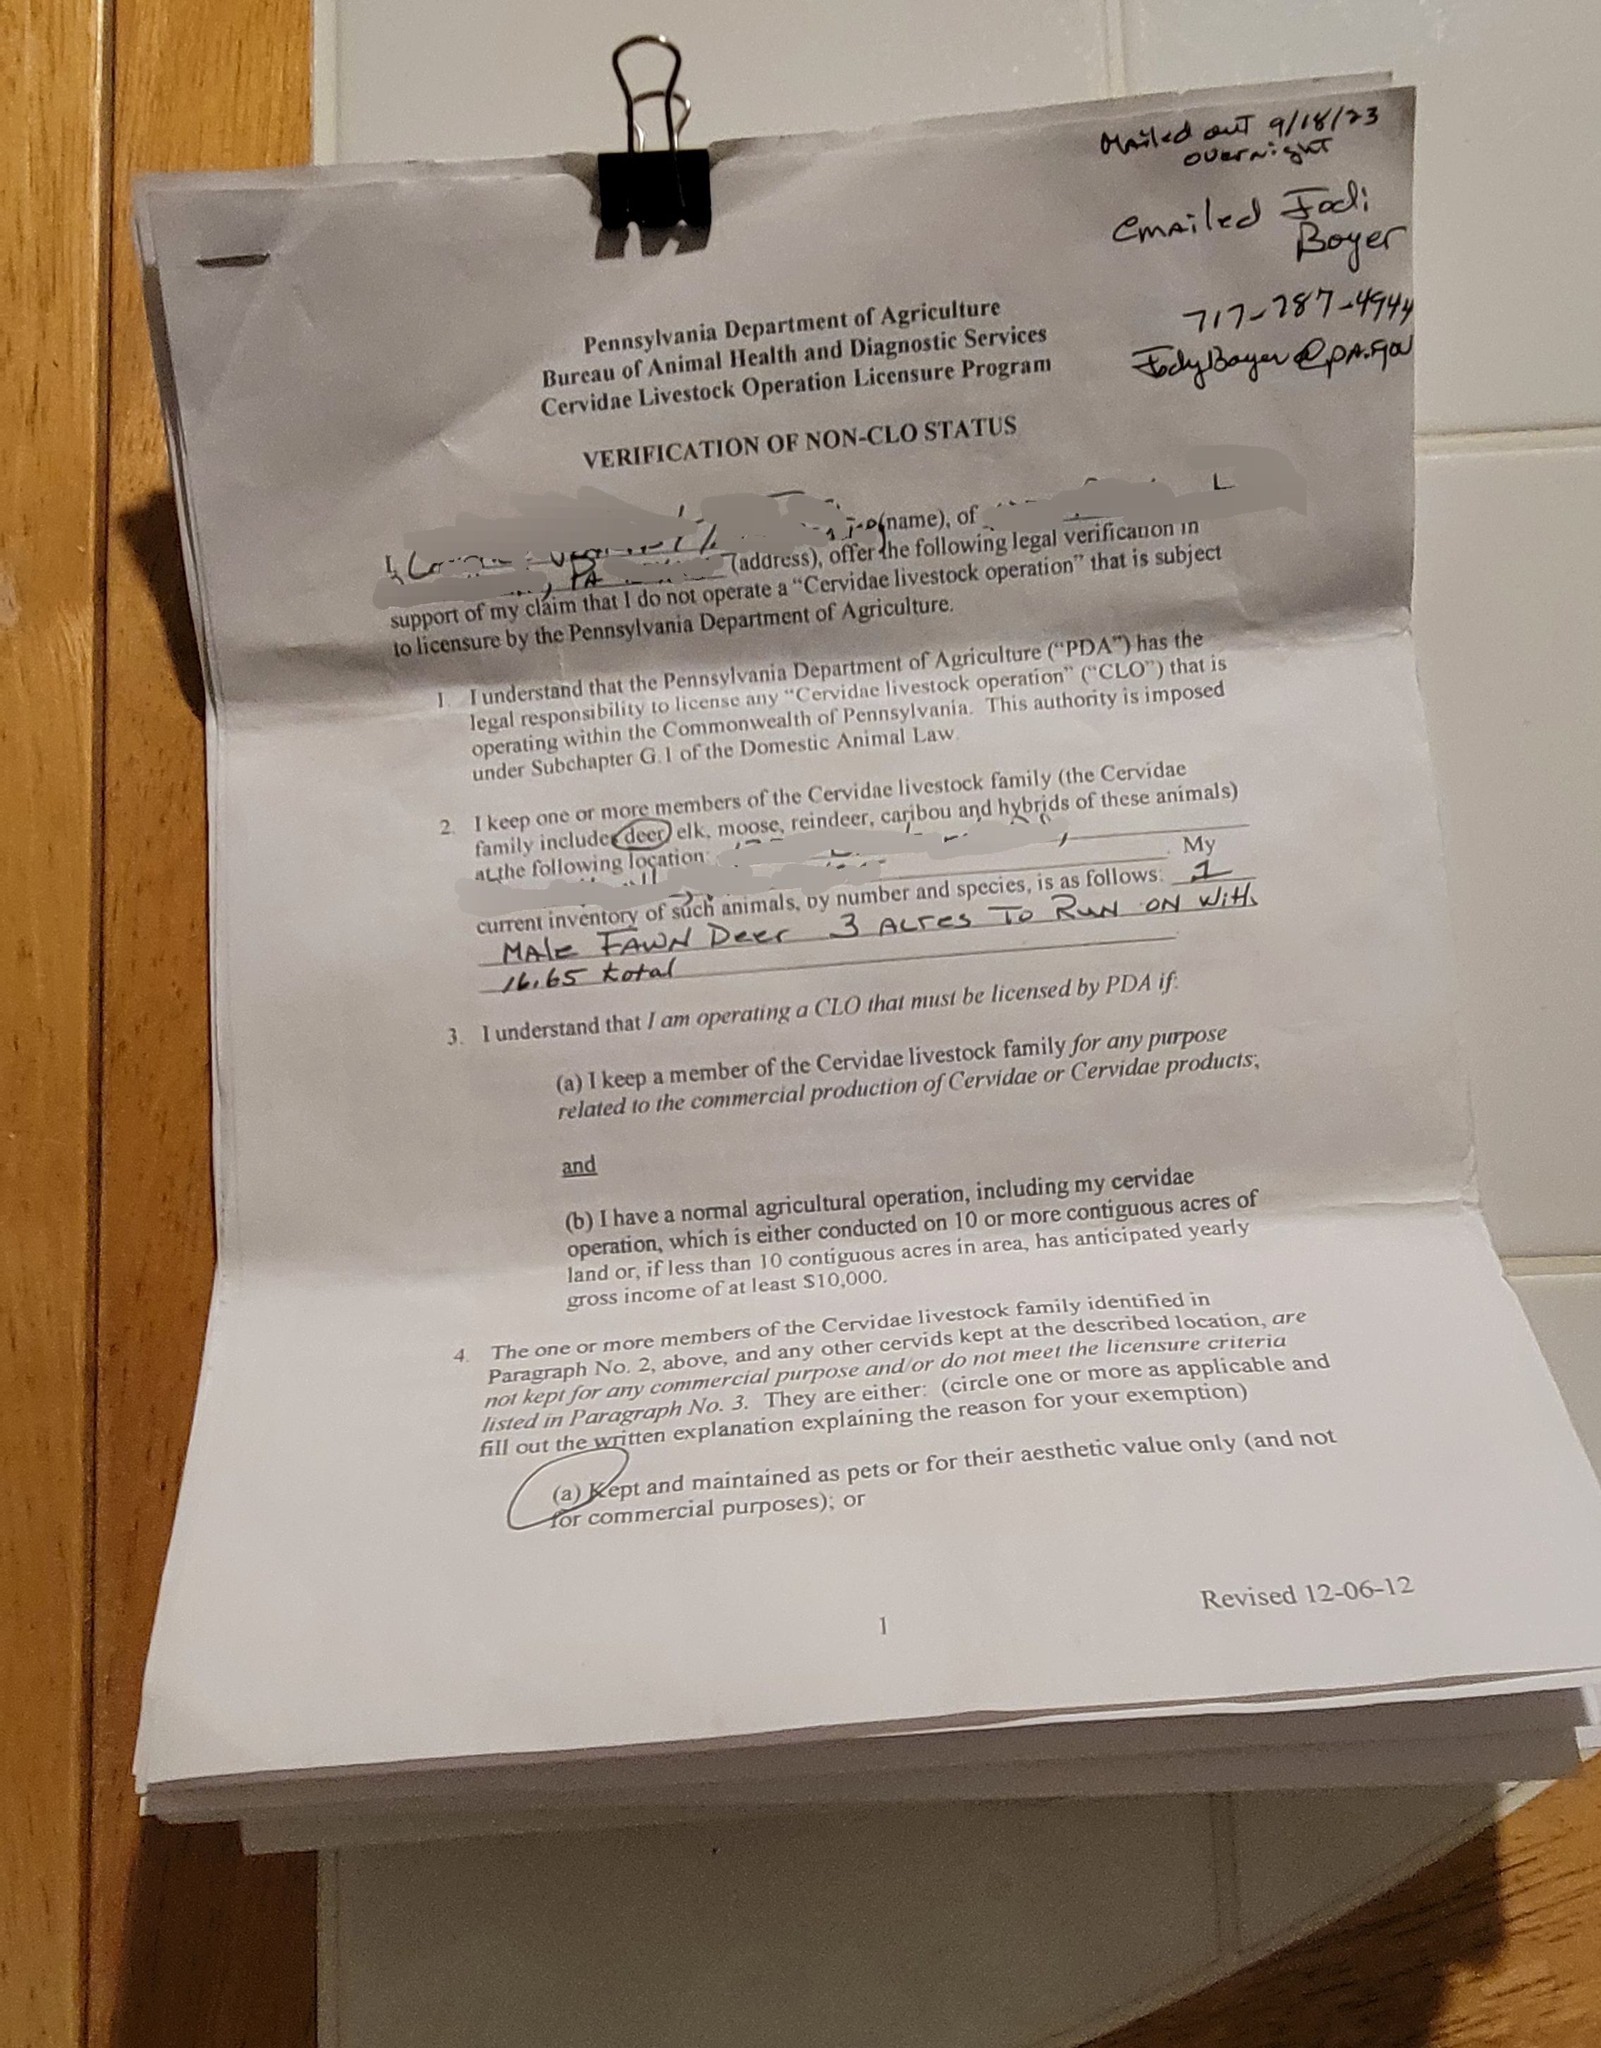 Mailed out 9/18/23
overnight
emailed Jodi
Boyer
717-787-4944
JodyBoyer@PA.gov
Pennsylvania Department of Agriculture
Bureau of Animal Health and Diagnostic Services
Cervidae Livestock Operation Licensure Program
VERIFICATION OF NON-CLO STATUS
I, (name), of
, PA (address), offer the following legal verification in
support of my claim that I do not operate a “Cervidae livestock operation” that is subject
to licensure by the Pennsylvania Department of Agriculture.
1. I understand that the Pennsylvania Department of Agriculture (“PDA”) has the
legal responsibility to license any “Cervidae livestock operation” (“CLO”) that is
operating within the Commonwealth of Pennsylvania. This authority is imposed
under Subchapter G.1 of the Domestic Animal Law
2. I keep one or more members of the Cervidae livestock family (the Cervidae
family includes deer, elk, moose, reindeer, caribou and hybrids of these animals)
at the following location:
. My
current inventory of such animals, by number and species, is as follows: 1
MALE FAWN Deer 3 ACres To RUN ON With
16.65 total
3. I understand that I am operating a CLO that must be licensed by PDA if:
(a) I keep a member of the Cervidae livestock family for any purpose
related to the commercial production of Cervidae or Cervidae products;
and
(b) I have a normal agricultural operation, including my cervidae
operation, which is either conducted on 10 or more contiguous acres of
land or, if less than 10 contiguous acres in area, has anticipated yearly
gross income of at least $10,000.
4. The one or more members of the Cervidae livestock family identified in
Paragraph No. 2, above, and any other cervids kept at the described location, are
not kept for any commercial purpose and/or do not meet the licensure criteria
listed in Paragraph No. 3. They are either: (circle one or more as applicable and
fill out the written explanation explaining the reason for your exemption)
(a) Kept and maintained as pets or for their aesthetic value only (and not
for commercial purposes); or
Revised 12-06-12
1